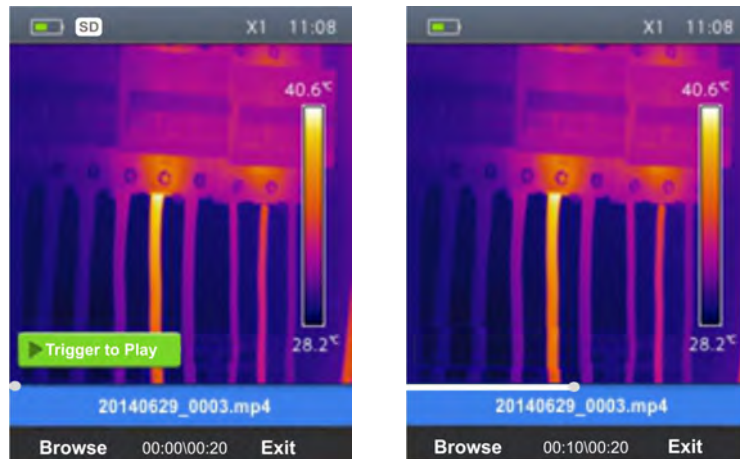 SD X1 11:08
40.6℃
Trigger to Play
28.2℃
20140629_0003.mp4
Browse 00:00\00:20 Exit
X1 11:08
40.6℃
28.2℃
20140629_0003.mp4
Browse 00:10\00:20 Exit